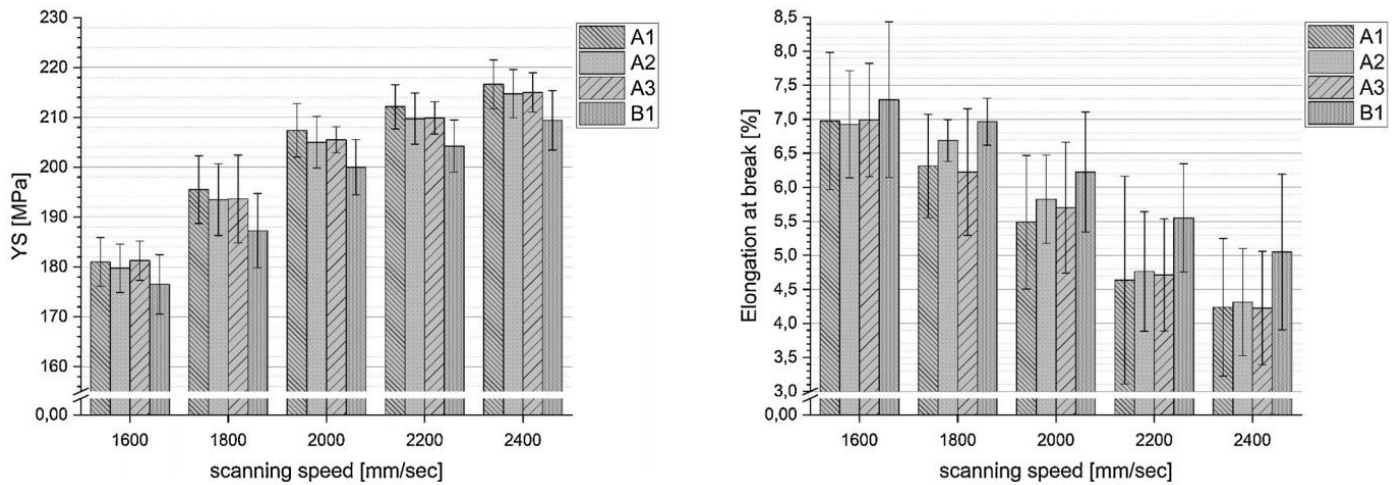 230
220
210
200
190
180
170
160
0,00
YS [MPa]
1600 1800 2000 2200 2400
scanning speed [mm/sec]
A1
A2
A3
B1
8,5
8,0
7,5
7,0
6,5
6,0
5,5
5,0
4,5
4,0
3,5
3,0
0,00
Elongation at break [%]
1600 1800 2000 2200 2400
scanning speed [mm/sec]
A1
A2
A3
B1